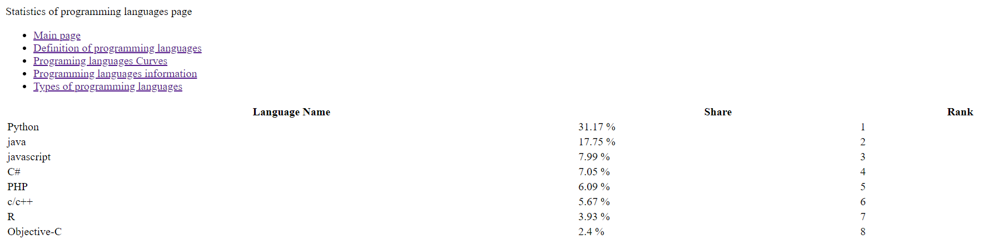 Statistics of programming languages page
Main page
Definition of programming languages
Programing languages Curves
Programming languages information
Types of programming languages
Language Name Share Rank
Python 31.17 % 1
java 17.75 % 2
javascript 7.99 % 3
C# 7.05 % 4
PHP 6.09 % 5
c/c++ 5.67 % 6
R 3.93 % 7
Objective-C 2.4 % 8